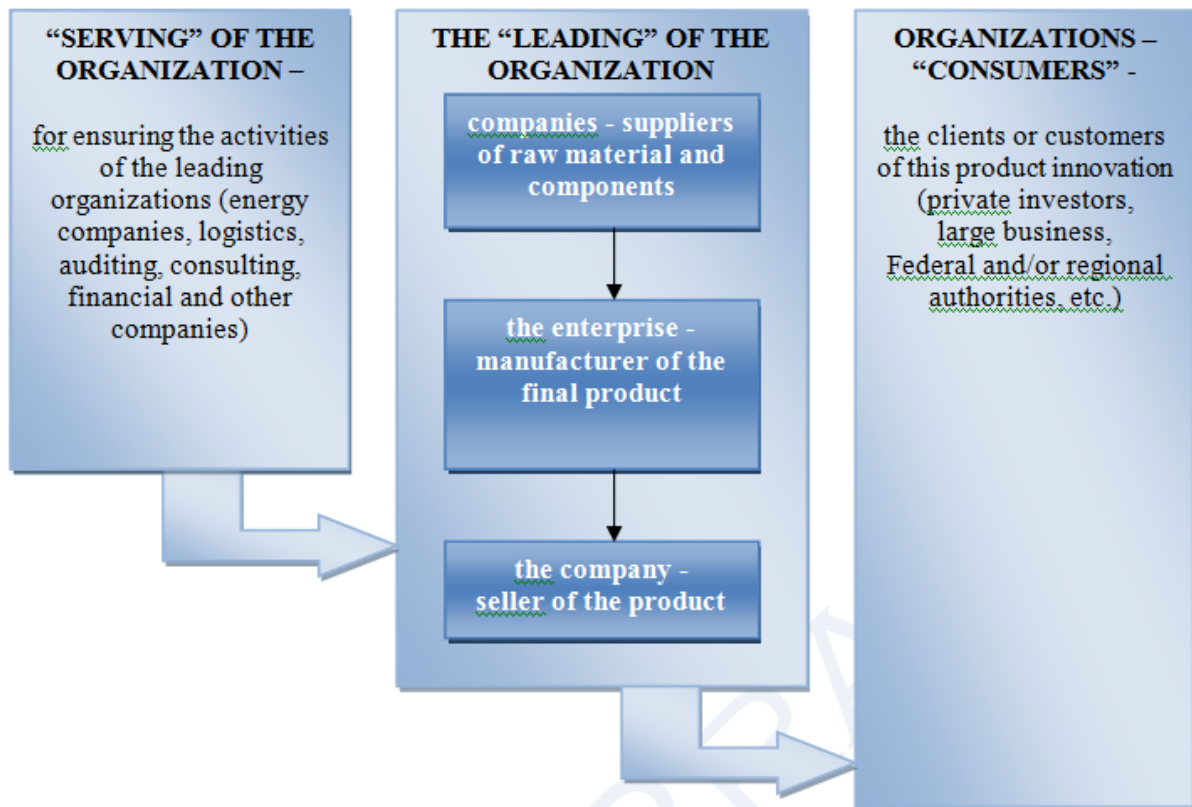 “SERVING” OF THE
ORGANIZATION –
for ensuring the activities
of the leading
organizations (energy
companies, logistics,
auditing, consulting,
financial and other
companies)
THE “LEADING” OF THE
ORGANIZATION
companies - suppliers
of raw material and
components
the enterprise -
manufacturer of the
final product
the company -
seller of the product
ORGANIZATIONS –
“CONSUMERS” -
the clients or customers
of this product innovation
(private investors,
large business,
Federal and/or regional
authorities, etc.)